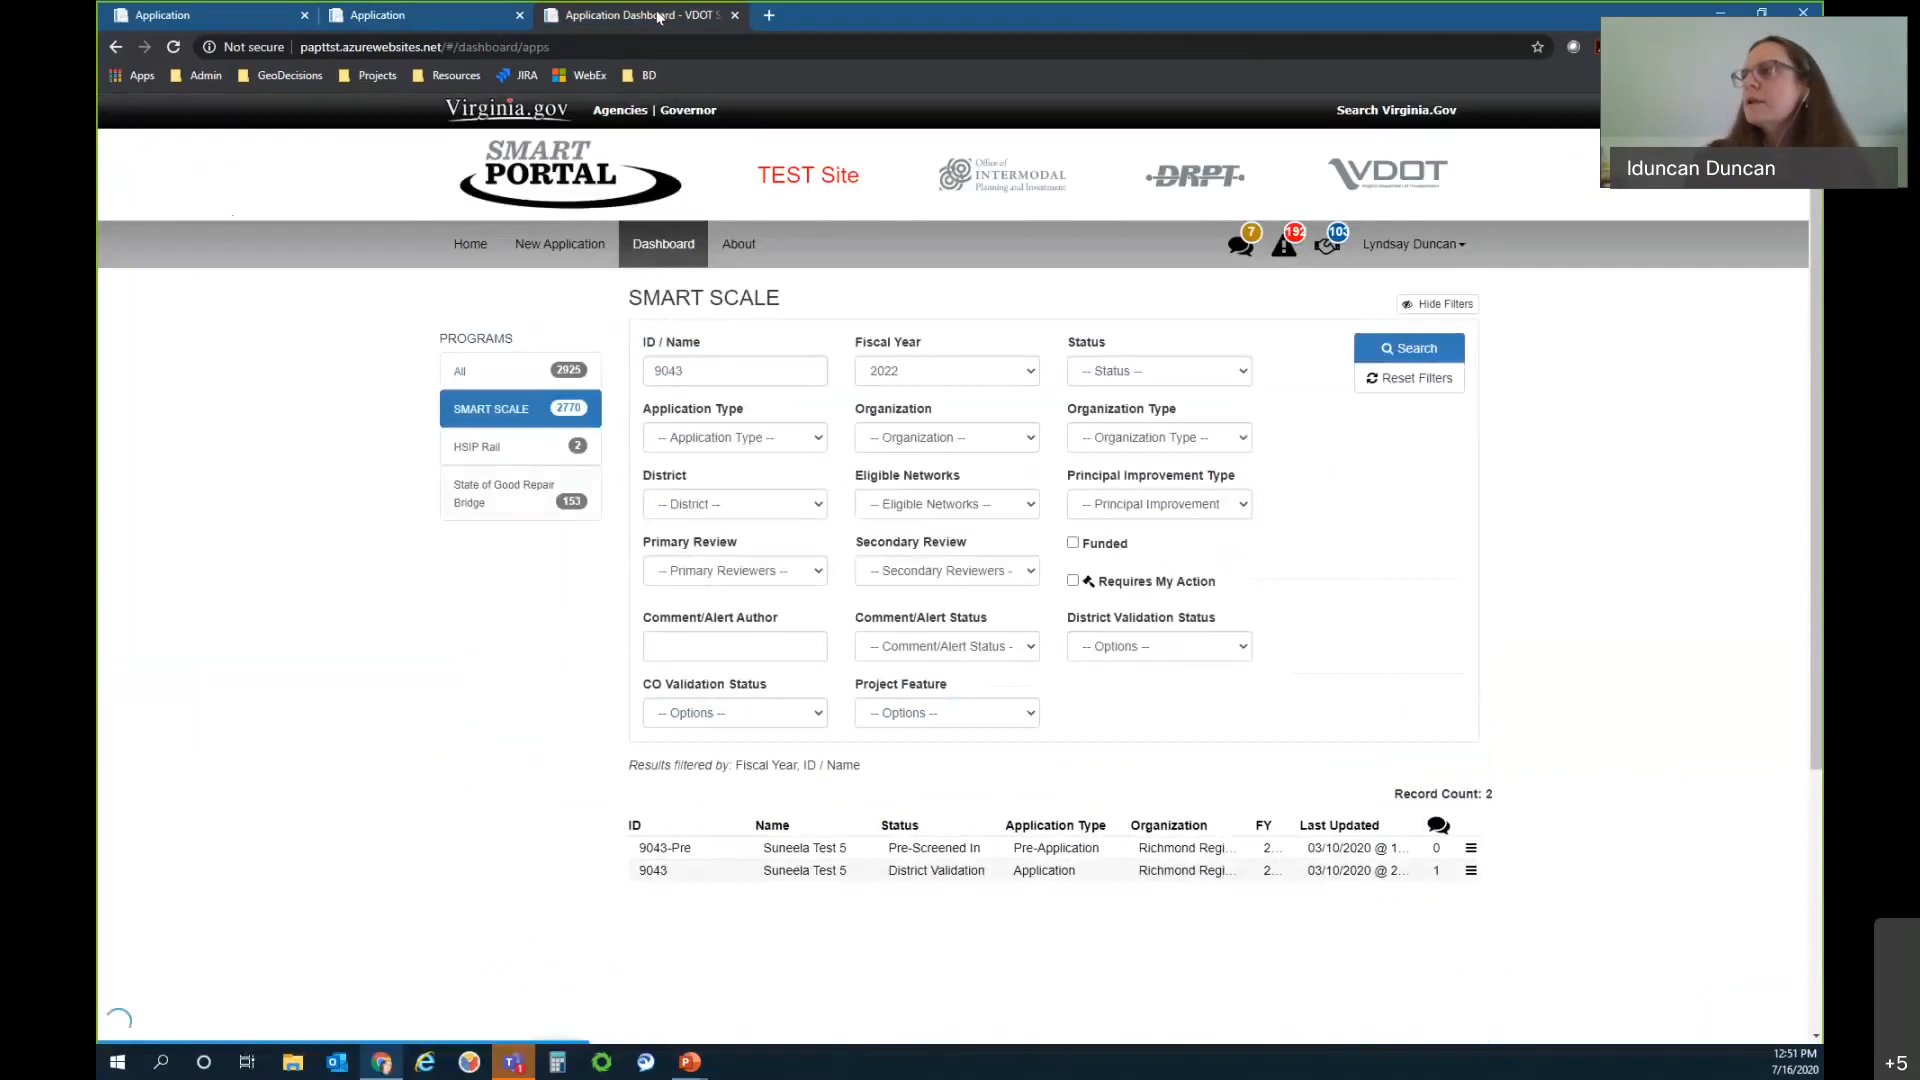 Application
Application
Application Dashboard - VDOT S
Not secure
papttst.azurewebsites.net/#/dashboard/apps
Apps
Admin
GeoDecisions
Projects
Resources
JIRA
WebEx
BD
Virginia.gov
Agencies | Governor
Search Virginia.Gov
SMART
PORTAL
TEST Site
Office of
INTERMODAL
Planning and Investment
DRPT
VDOT
Iduncan Duncan
Home
New Application
Dashboard
About
7
192
103
Lyndsay Duncan
SMART SCALE
Hide Filters
PROGRAMS
All 2925
SMART SCALE 2770
HSIP Rail 2
State of Good Repair
Bridge 153
ID / Name
Fiscal Year
Status
9043
2022
-- Status --
Search
Reset Filters
Application Type
Organization
Organization Type
-- Application Type --
-- Organization --
-- Organization Type --
District
Eligible Networks
Principal Improvement Type
-- District --
-- Eligible Networks --
-- Principal Improvement
Primary Review
Secondary Review
Funded
-- Primary Reviewers --
-- Secondary Reviewers -
Requires My Action
Comment/Alert Author
Comment/Alert Status
District Validation Status
-- Comment/Alert Status -
-- Options --
CO Validation Status
Project Feature
-- Options --
-- Options --
Results filtered by: Fiscal Year, ID / Name
Record Count: 2
ID Name Status Application Type Organization FY Last Updated
9043-Pre Suneela Test 5 Pre-Screened In Pre-Application Richmond Regi... 2... 03/10/2020 @ 1... 0
9043 Suneela Test 5 District Validation Application Richmond Regi... 2... 03/10/2020 @ 2... 1
12:51 PM
7/16/2020
+5